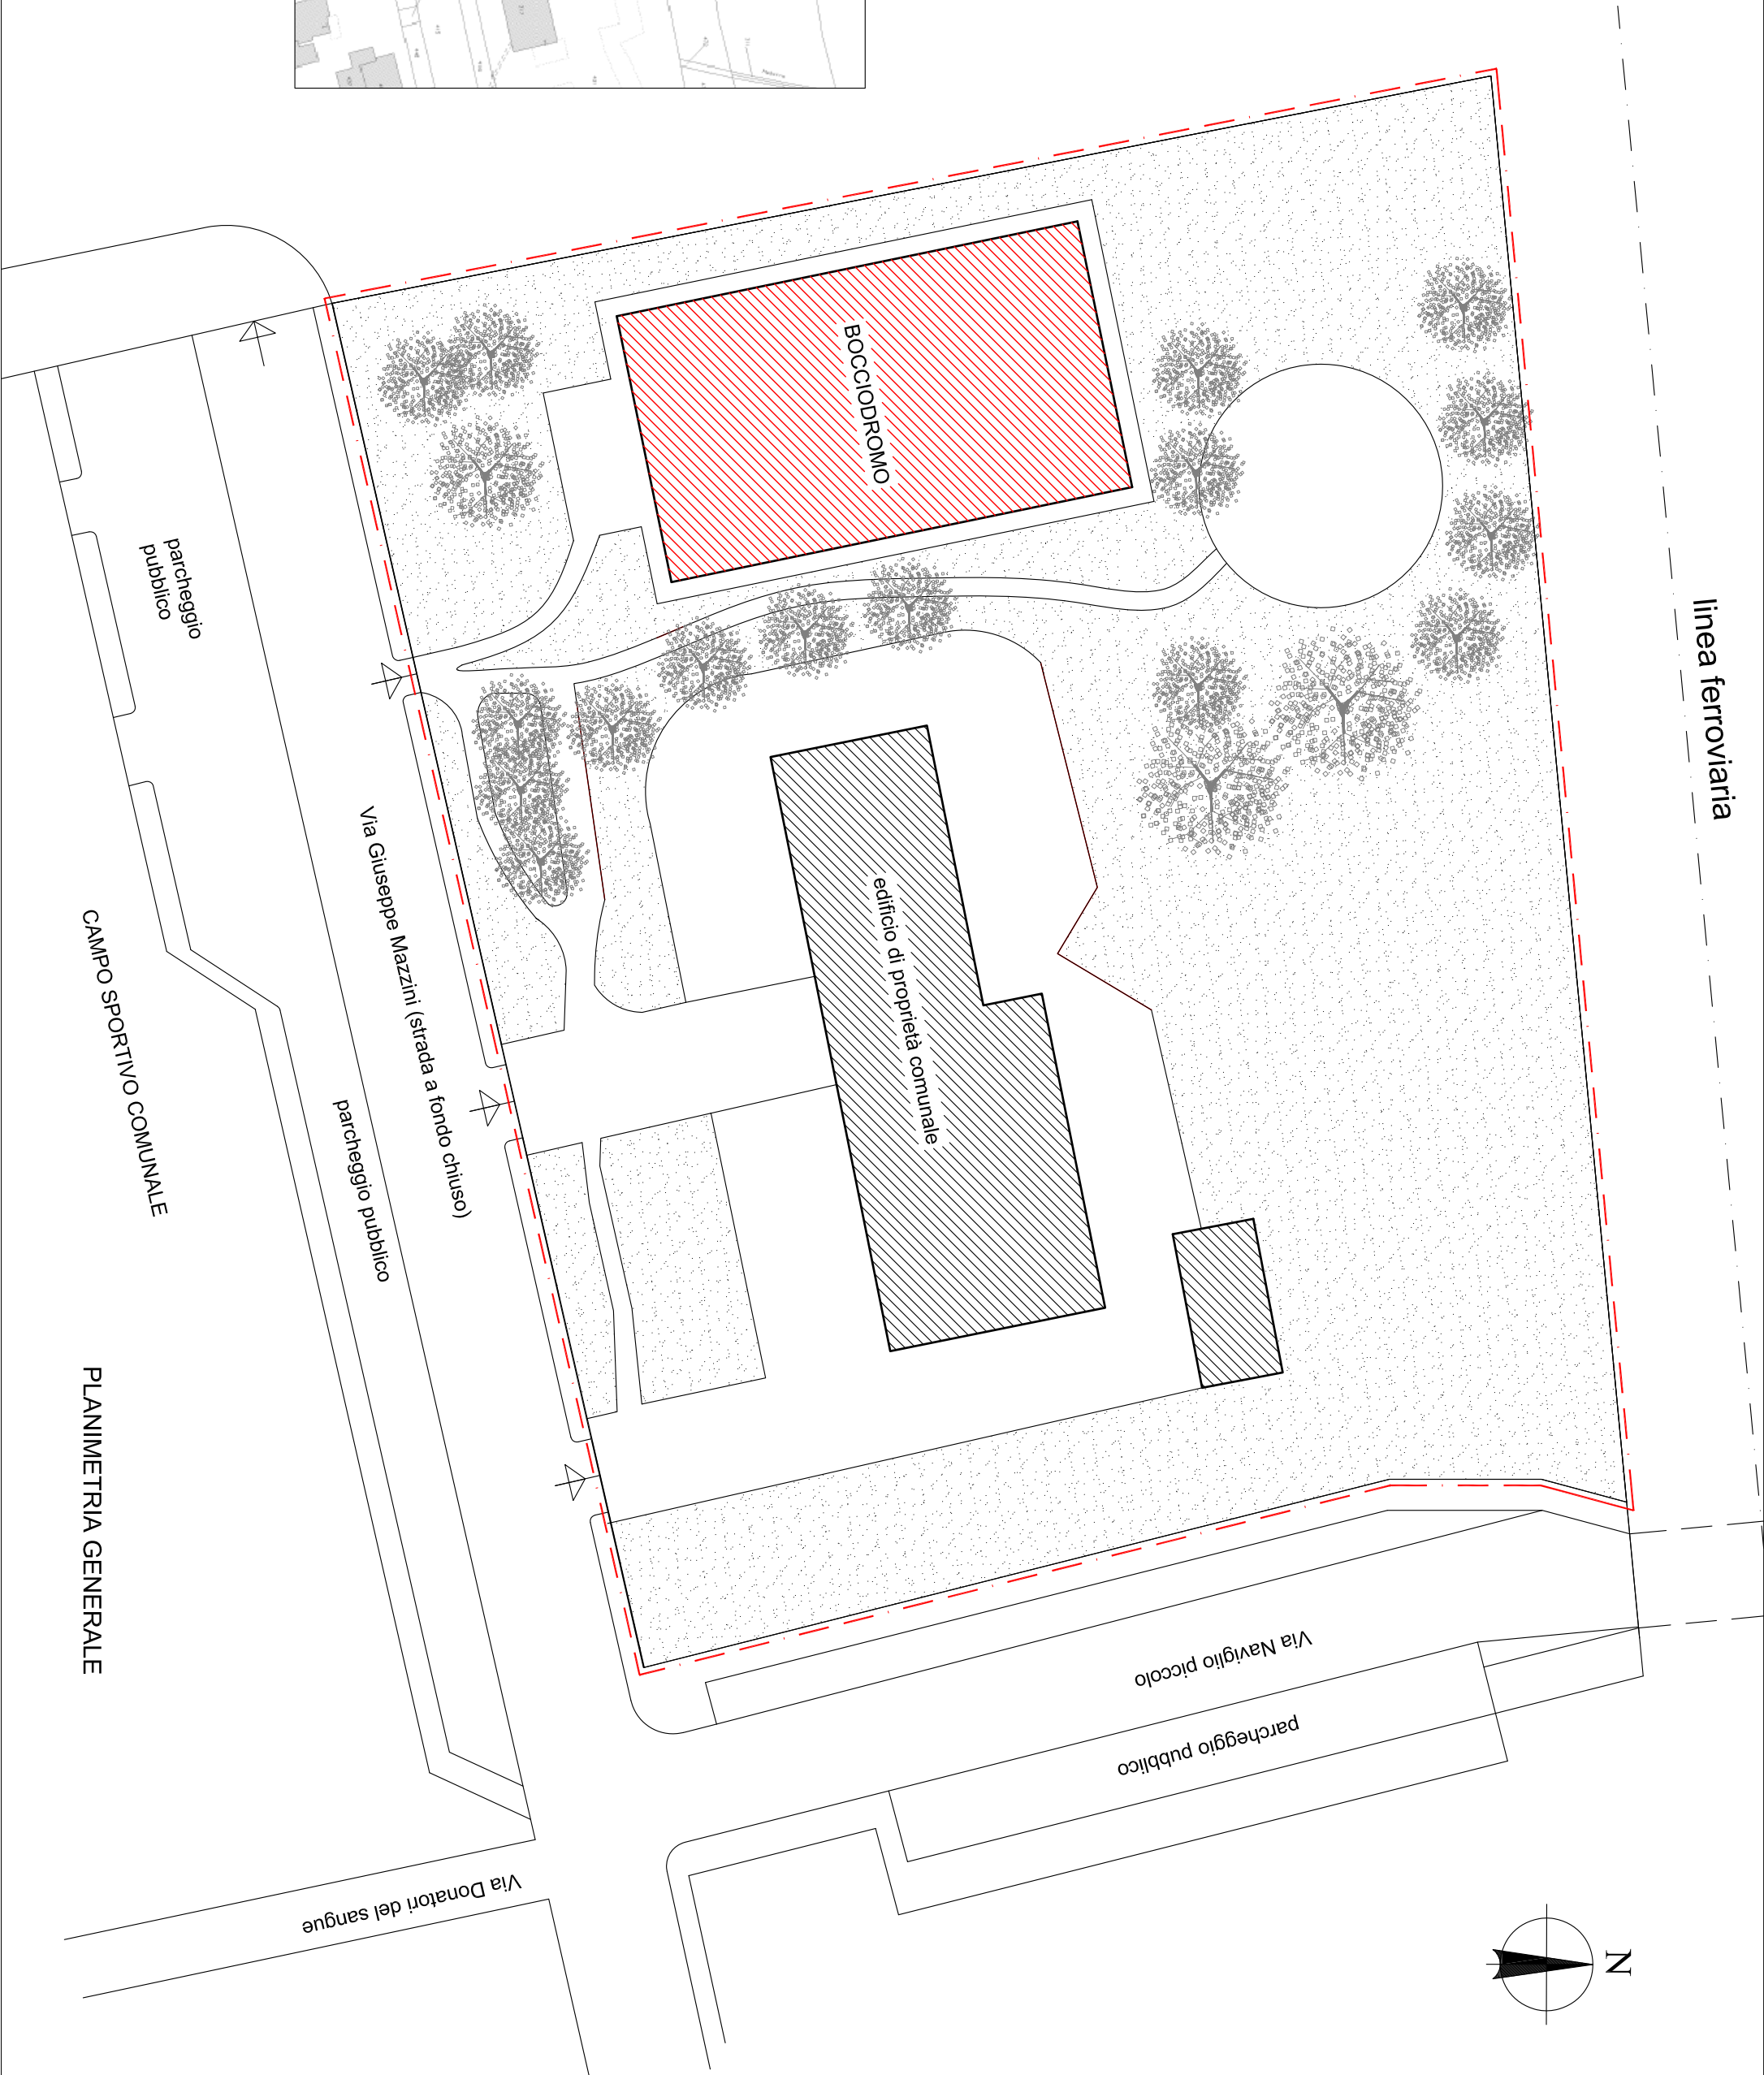 linea ferroviaria
BOCCIODROMO
edificio di proprietà comunale
parcheggio
pubblico
Via Giuseppe Mazzini (strada a fondo chiuso)
parcheggio pubblico
CAMPO SPORTIVO COMUNALE
PLANIMETRIA GENERALE
Via Naviglio piccolo
parcheggio pubblico
Via Donatori del sangue
N